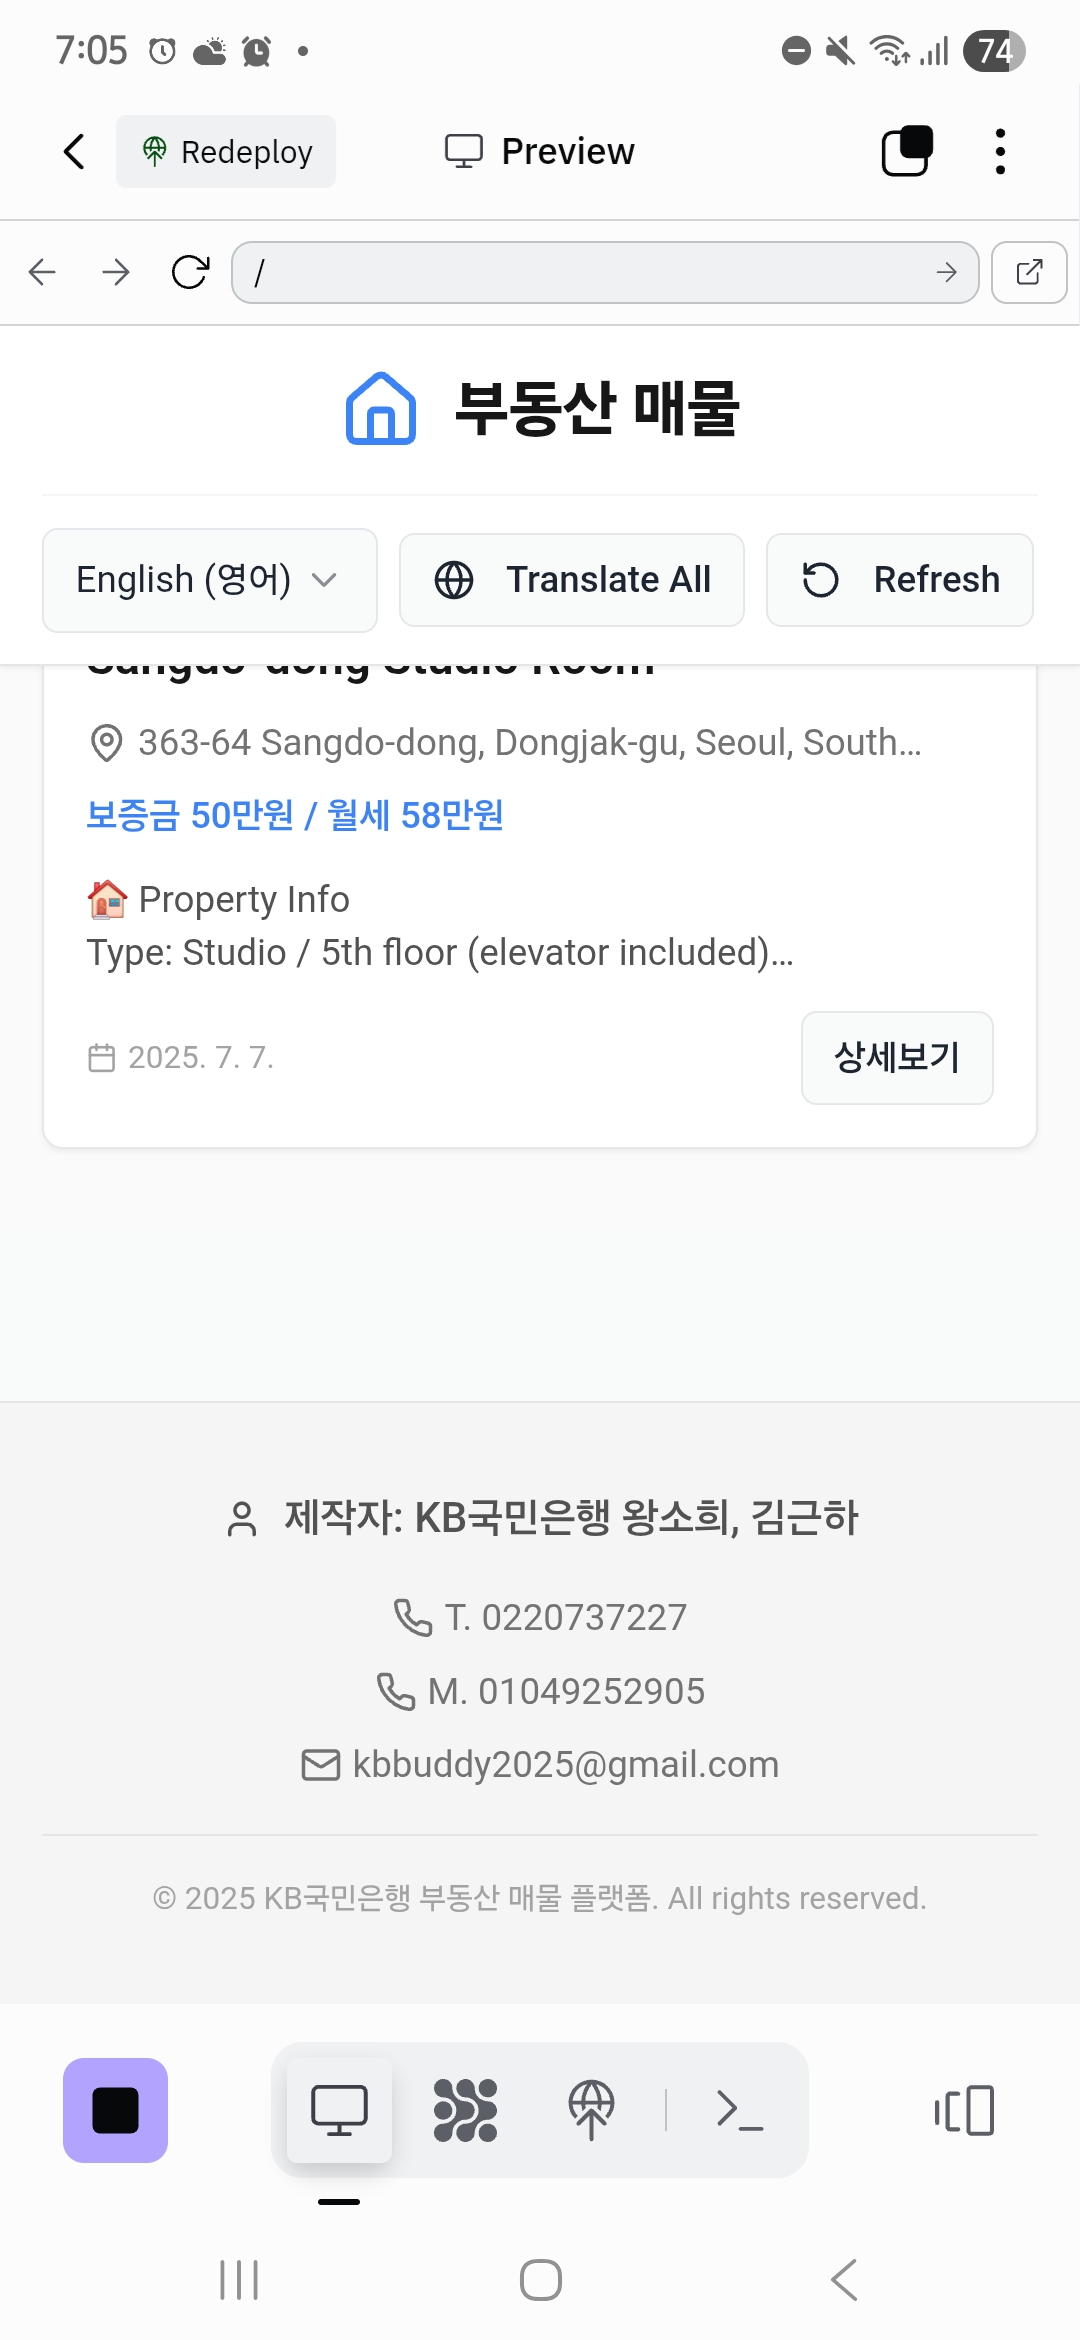 7:05
74
Redeploy
Preview
/
부동산 매물
English (영어)
Translate All
Refresh
Sangdo-dong Studio Room
363-64 Sangdo-dong, Dongjak-gu, Seoul, South...
보증금 50만원 / 월세 58만원
Property Info
Type: Studio / 5th floor (elevator included)...
2025. 7. 7.
상세보기
제작자: KB국민은행 왕소희, 김근하
T. 0220737227
M. 01049252905
kbbuddy2025@gmail.com
© 2025 KB국민은행 부동산 매물 플랫폼. All rights reserved.